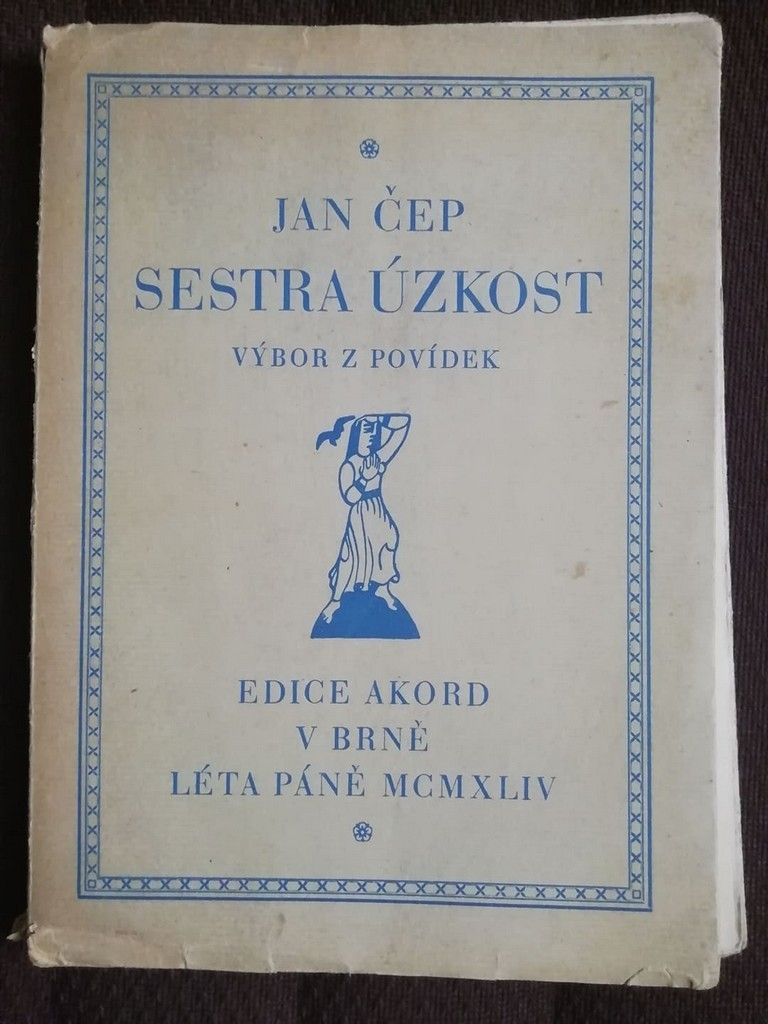 JAN ČEP
SESTRA ÚZKOST
VÝBOR Z POVÍDEK
EDICE AKORD
V BRNĚ
LÉTA PÁNĚ MCMXLIV